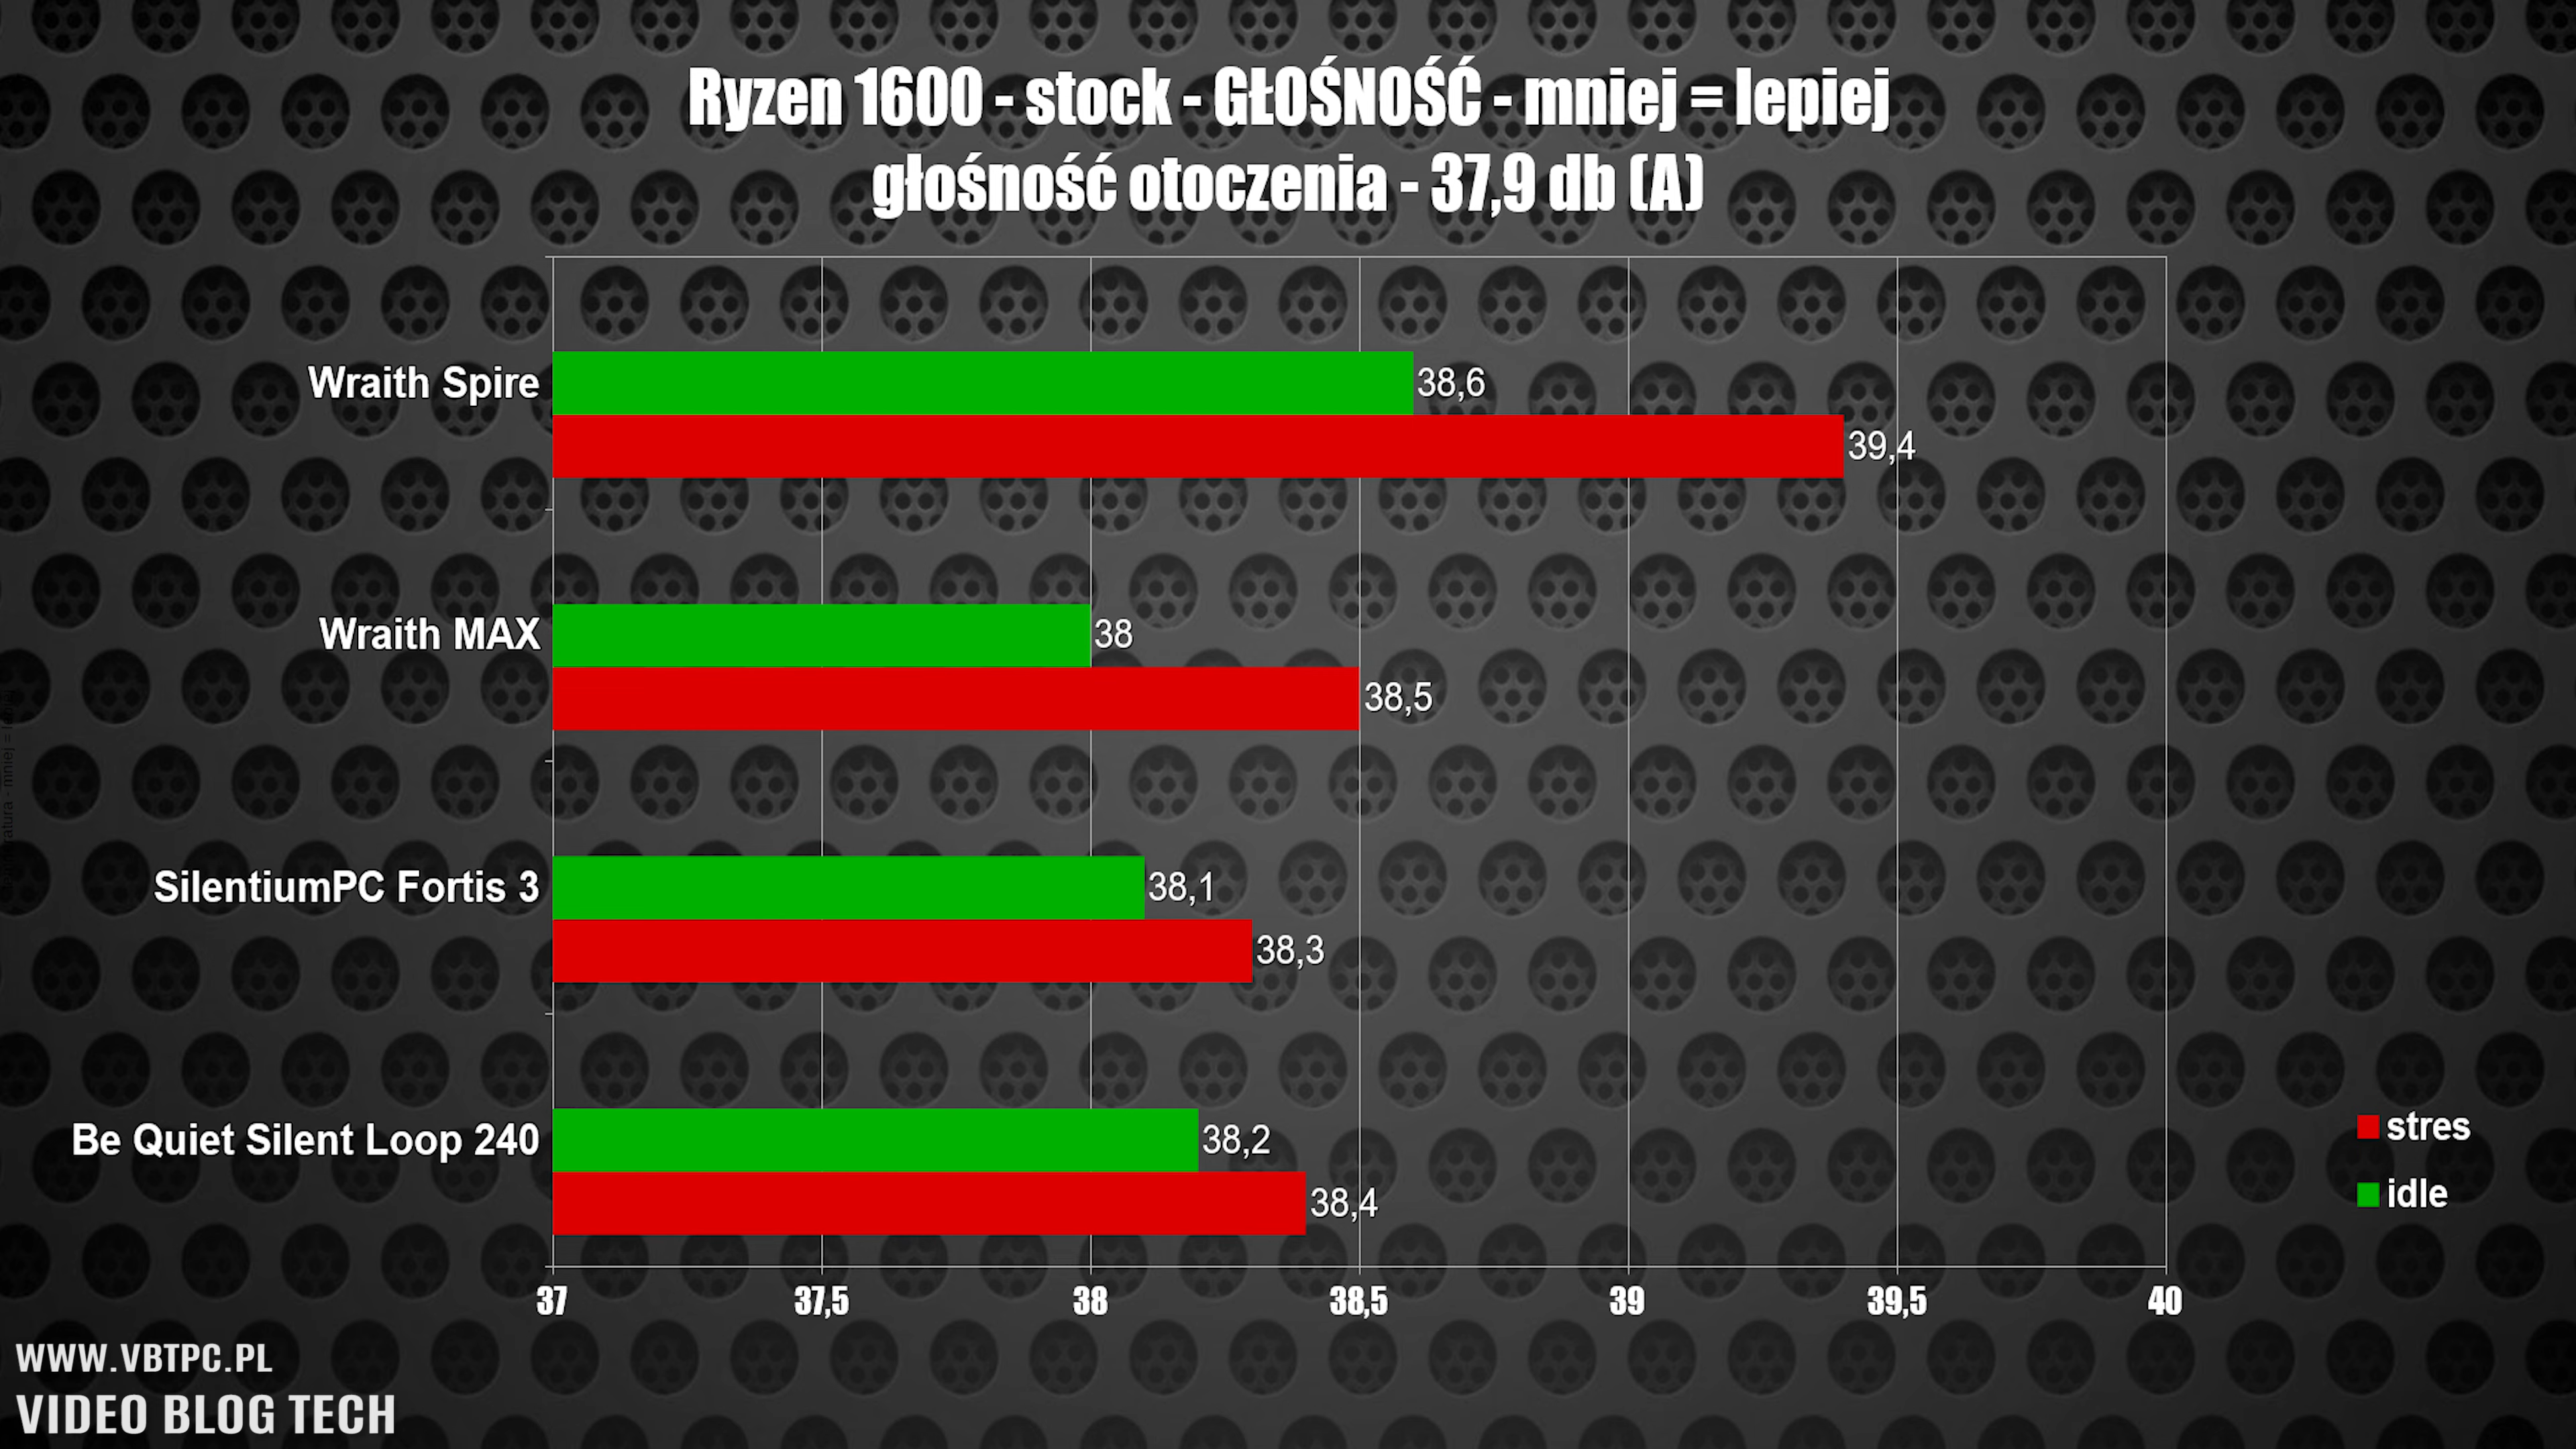 Ryzen 1600 - stock - GŁOŚNOŚĆ - mniej = lepiej
głośność otoczenia - 37,9 db (A)
Wraith Spire
38,6
39,4
Wraith MAX
38
38,5
SilentiumPC Fortis 3
38,1
38,3
Be Quiet Silent Loop 240
38,2
38,4
stres
idle
37 37,5 38 38,5 39 39,5 40
WWW.VBTPC.PL
VIDEO BLOG TECH